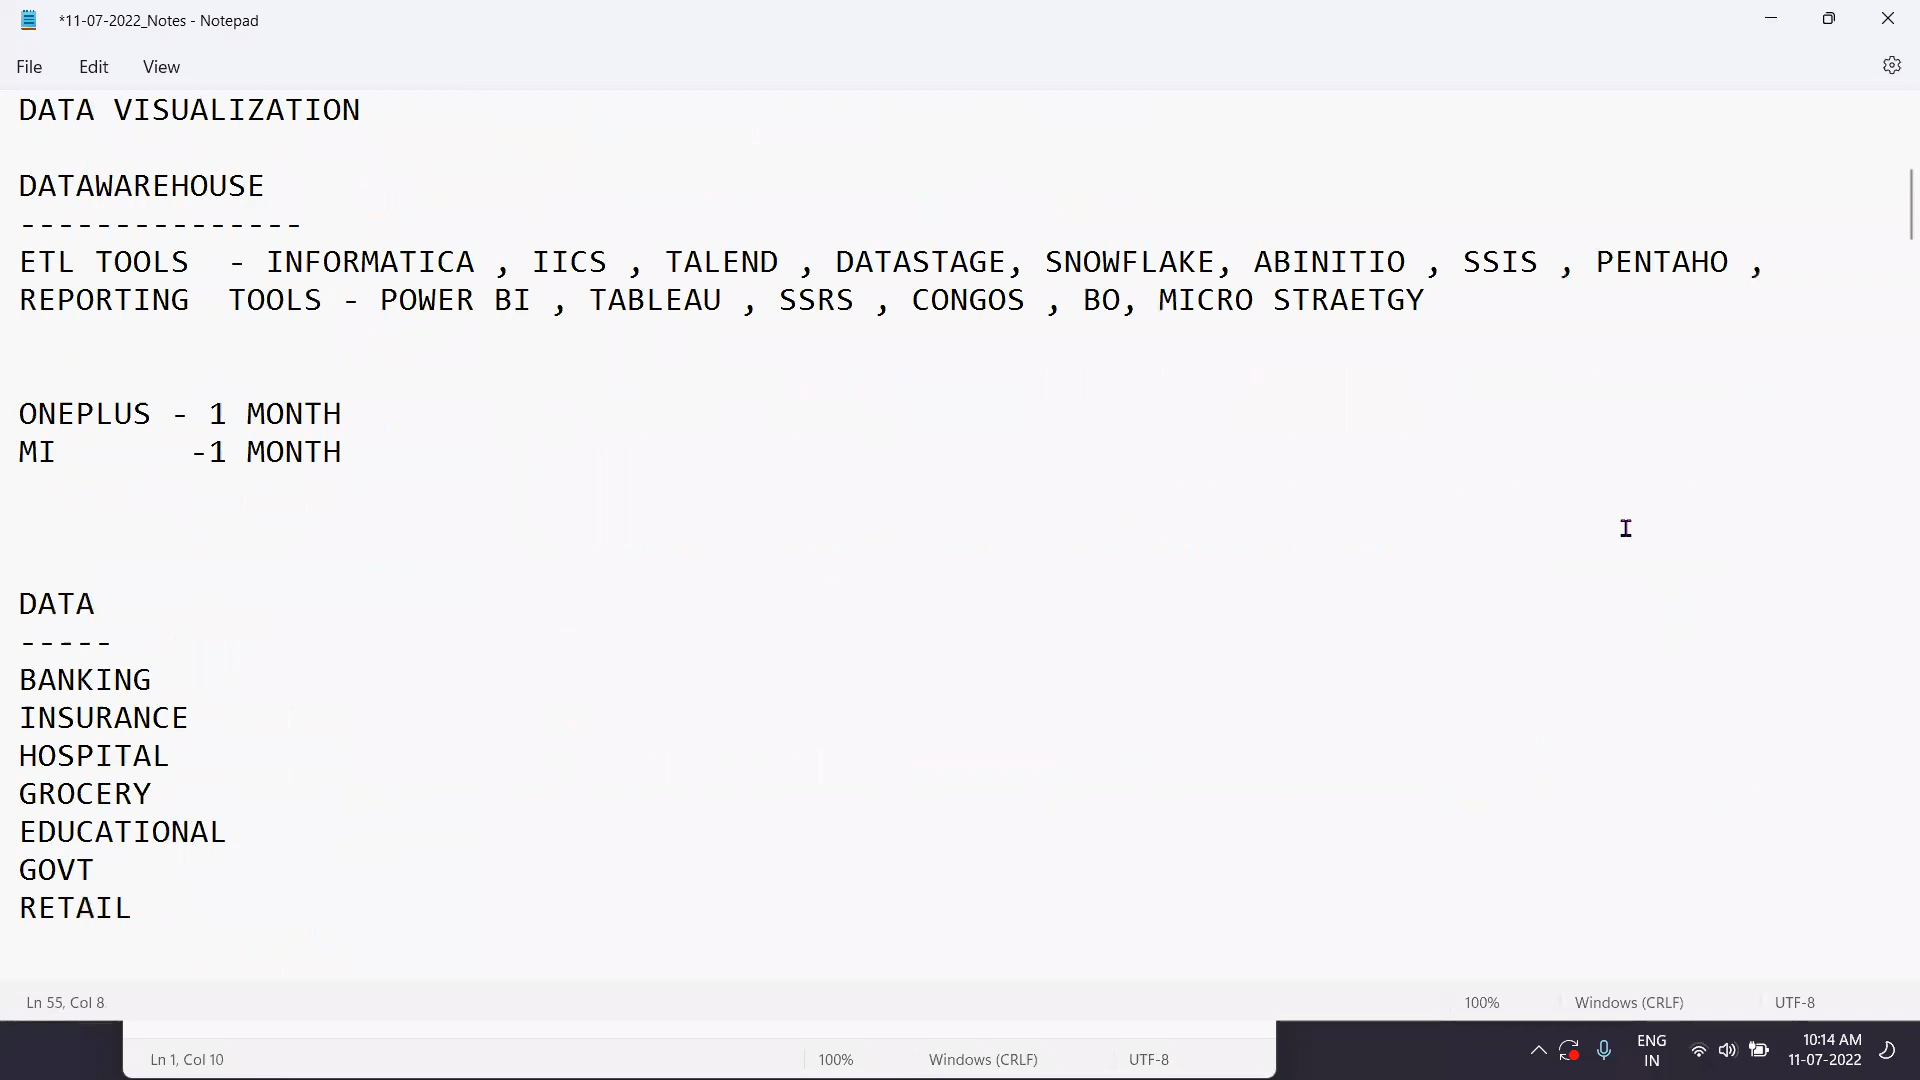 *11-07-2022_Notes - Notepad
File Edit View
DATA VISUALIZATION
DATAWAREHOUSE
---------------
ETL TOOLS  - INFORMATICA , IICS , TALEND , DATASTAGE, SNOWFLAKE, ABINITIO , SSIS , PENTAHO ,
REPORTING  TOOLS - POWER BI , TABLEAU , SSRS , CONGOS , BO, MICRO STRAETGY
ONEPLUS - 1 MONTH
MI       -1 MONTH
DATA
-----
BANKING
INSURANCE
HOSPITAL
GROCERY
EDUCATIONAL
GOVT
RETAIL
Ln 55, Col 8 100% Windows (CRLF) UTF-8
Ln 1, Col 10 100% Windows (CRLF) UTF-8
ENG 10:14 AM
IN 11-07-2022